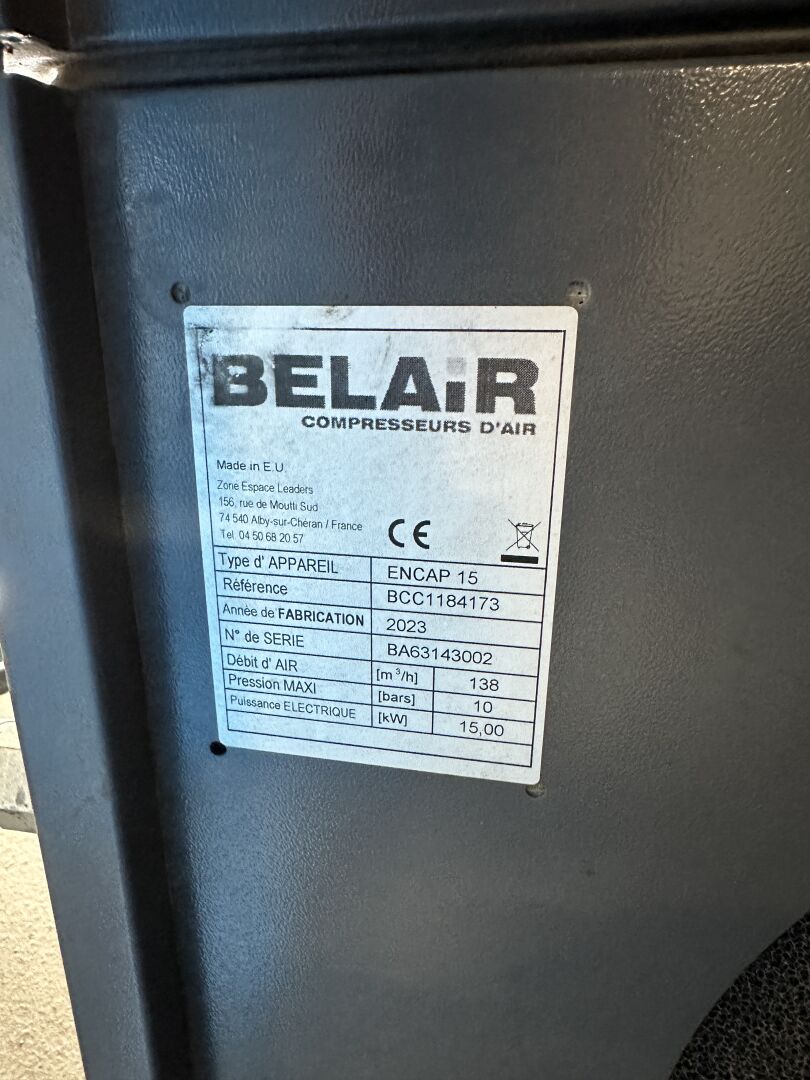 BELAiR
COMPRESSEURS D'AIR
Made in E.U
Zone Espace Leaders
156, rue de Moutti Sud
74 540 Alby-sur-Chéran / France
Tel. 04 50 68 20 57
CE
Type d' APPAREIL ENCAP 15
Référence BCC1184173
Annèe de FABRICATION 2023
N° de SERIE BA63143002
Débit d' AIR [m³/h] 138
Pression MAXI [bars] 10
Puissance ELECTRIQUE [kW] 15,00